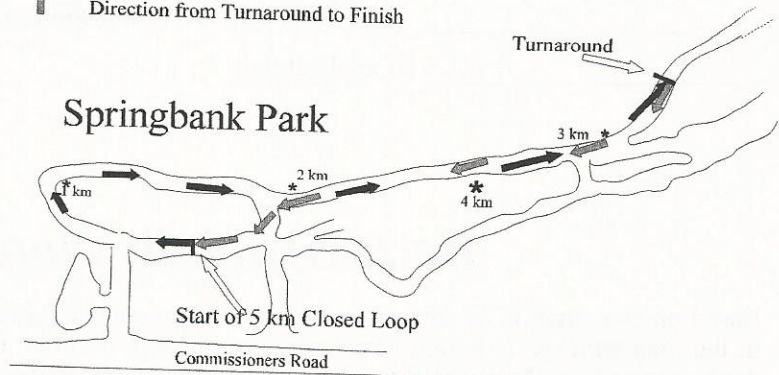 Direction from Turnaround to Finish
Turnaround
Springbank Park
3 km *
* 2 km
* 1 km
*
4 km
Start of 5 km Closed Loop
Commissioners Road